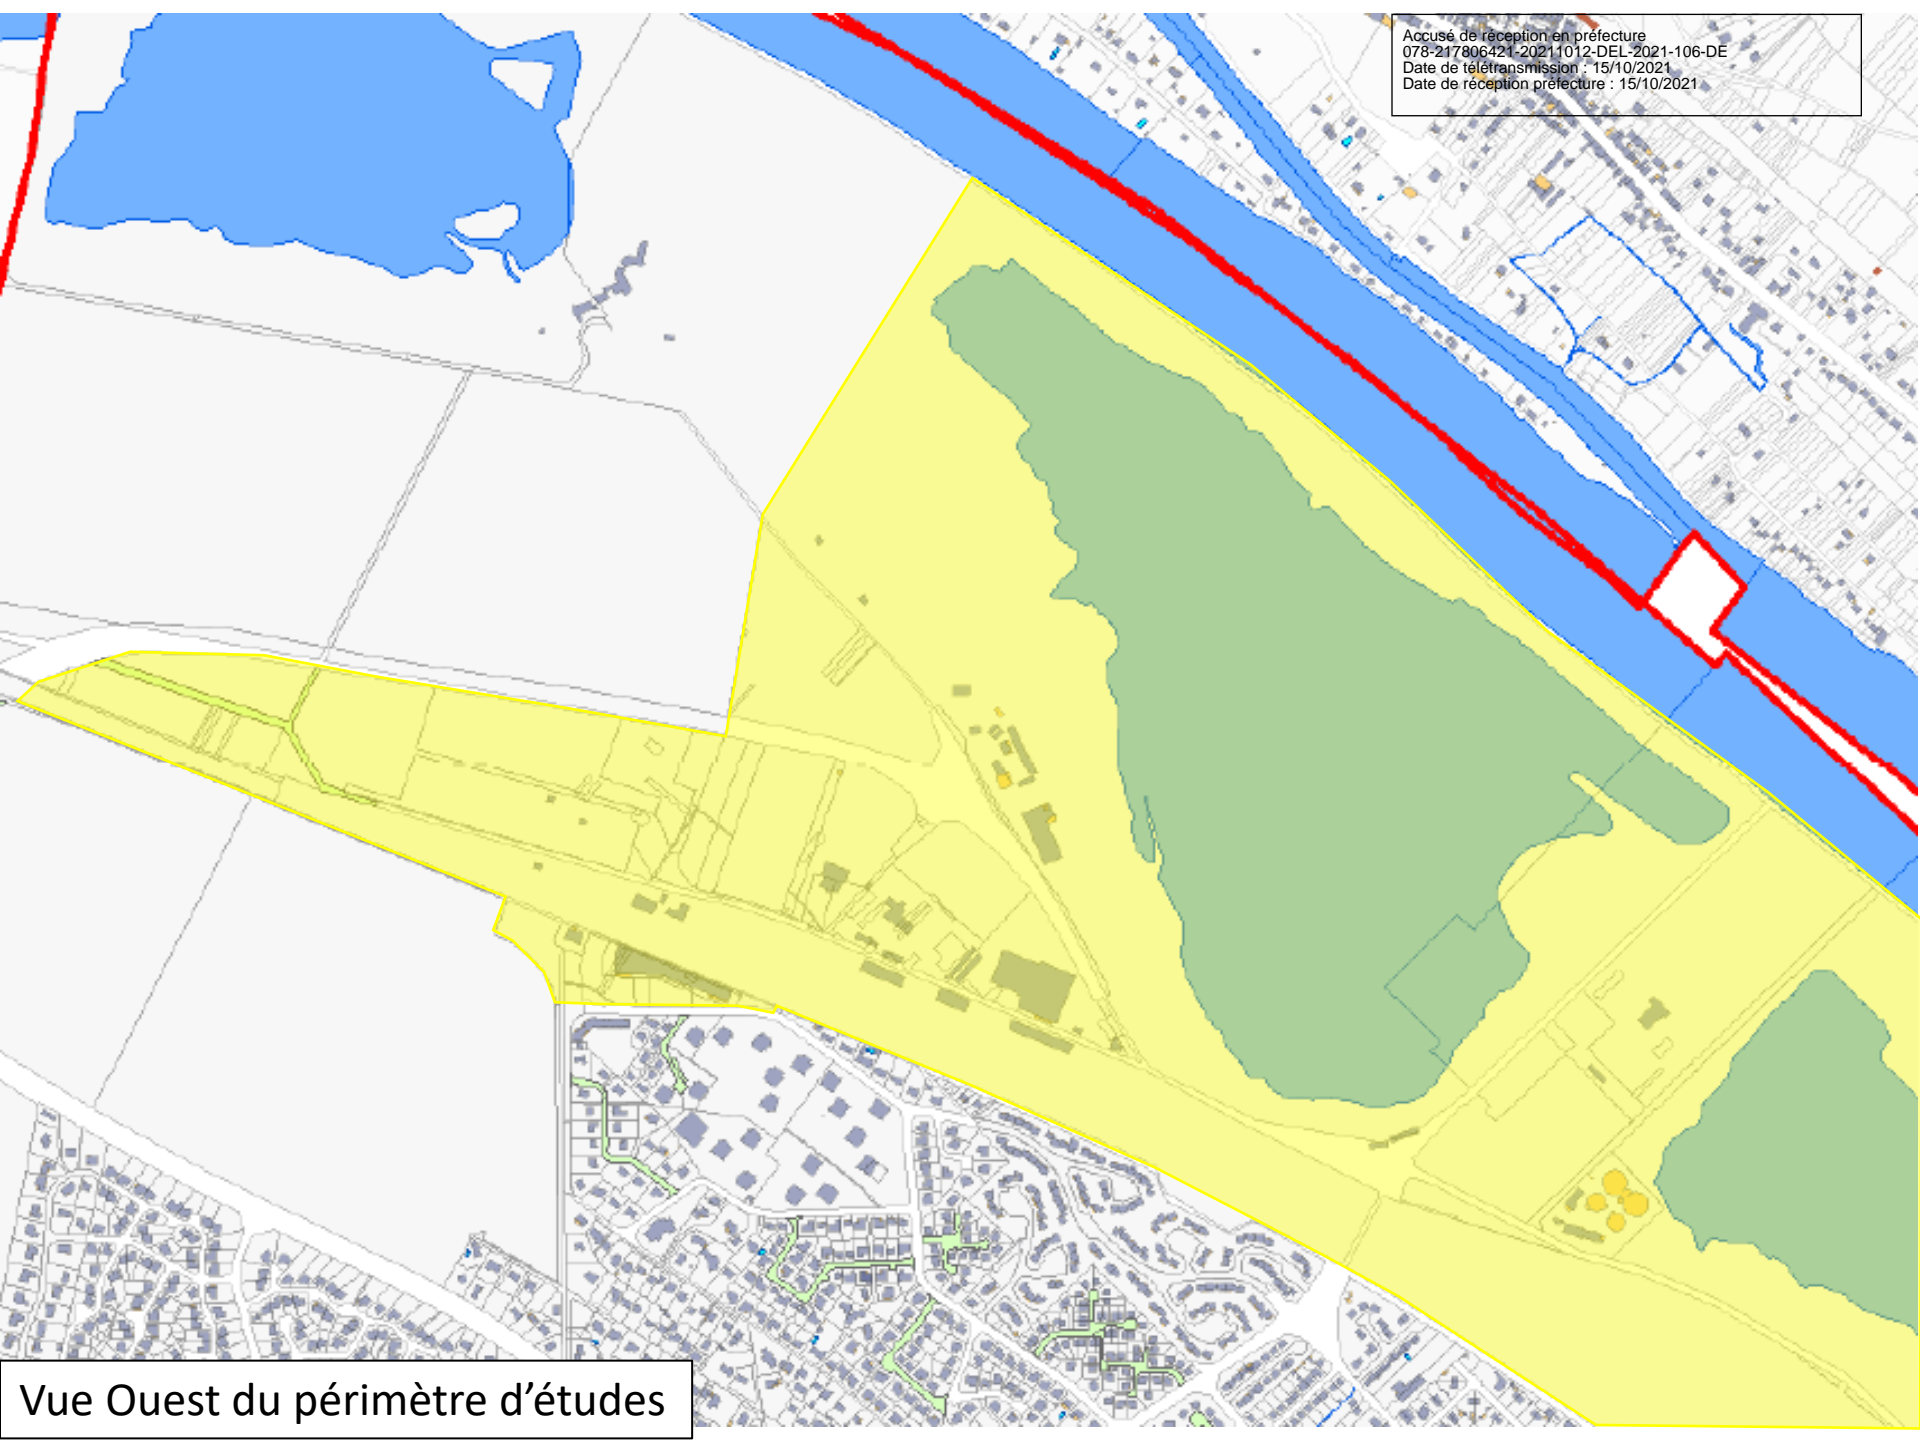 Accusé de réception en préfecture
078-217806421-20211012-DEL-2021-106-DE
Date de télétransmission : 15/10/2021
Date de réception préfecture : 15/10/2021
Vue Ouest du périmètre d'études